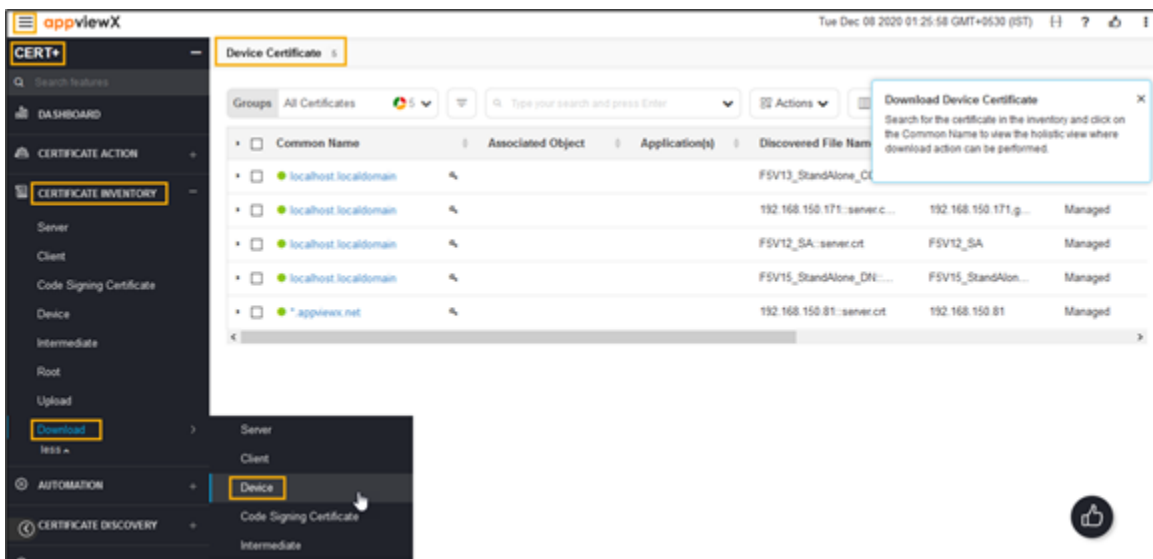 appviewX
Tue Dec 08 2020 01:25:58 GMT+0530 (IST)
?
CERT+
Device Certificate 5
Search features
Groups All Certificates 5
Type your search and press Enter
Actions
Download Device Certificate
Search for the certificate in the inventory and click on
the Common Name to view the holistic view where
download action can be performed.
DASHBOARD
CERTIFICATE ACTION
CERTIFICATE INVENTORY
Server
Client
Code Signing Certificate
Device
Intermediate
Root
Upload
Download
less
AUTOMATION
CERTIFICATE DISCOVERY
Common Name Associated Object Application(s) Discovered File Nam
localhost.localdomain F5V13_StandAlone_
localhost.localdomain 192.168.150.171::server.c... 192.168.150.171,g... Managed
localhost.localdomain F5V12_SA::server.crt F5V12_SA Managed
localhost.localdomain F5V15_StandAlone_DN::... F5V15_StandAlon... Managed
*.appviewx.net 192.168.150.81::server.crt 192.168.150.81 Managed
Server
Client
Device
Code Signing Certificate
Intermediate